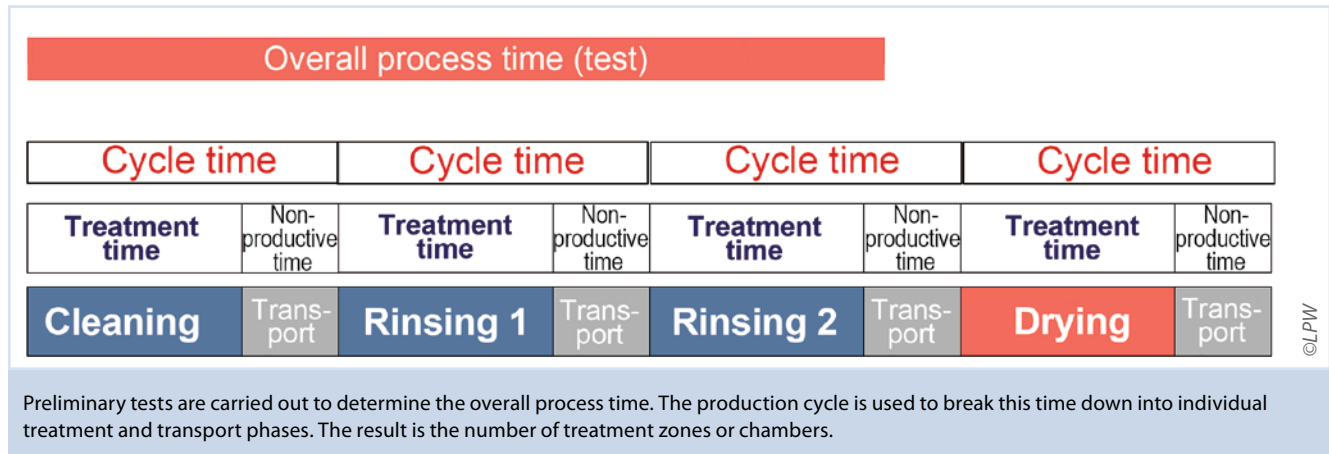 Overall process time (test)
Cycle time Cycle time Cycle time Cycle time
Treatment time Non-productive time Treatment time Non-productive time Treatment time Non-productive time Treatment time Non-productive time
Cleaning Trans-port Rinsing 1 Trans-port Rinsing 2 Trans-port Drying Trans-port
©LPW
Preliminary tests are carried out to determine the overall process time. The production cycle is used to break this time down into individual
treatment and transport phases. The result is the number of treatment zones or chambers.